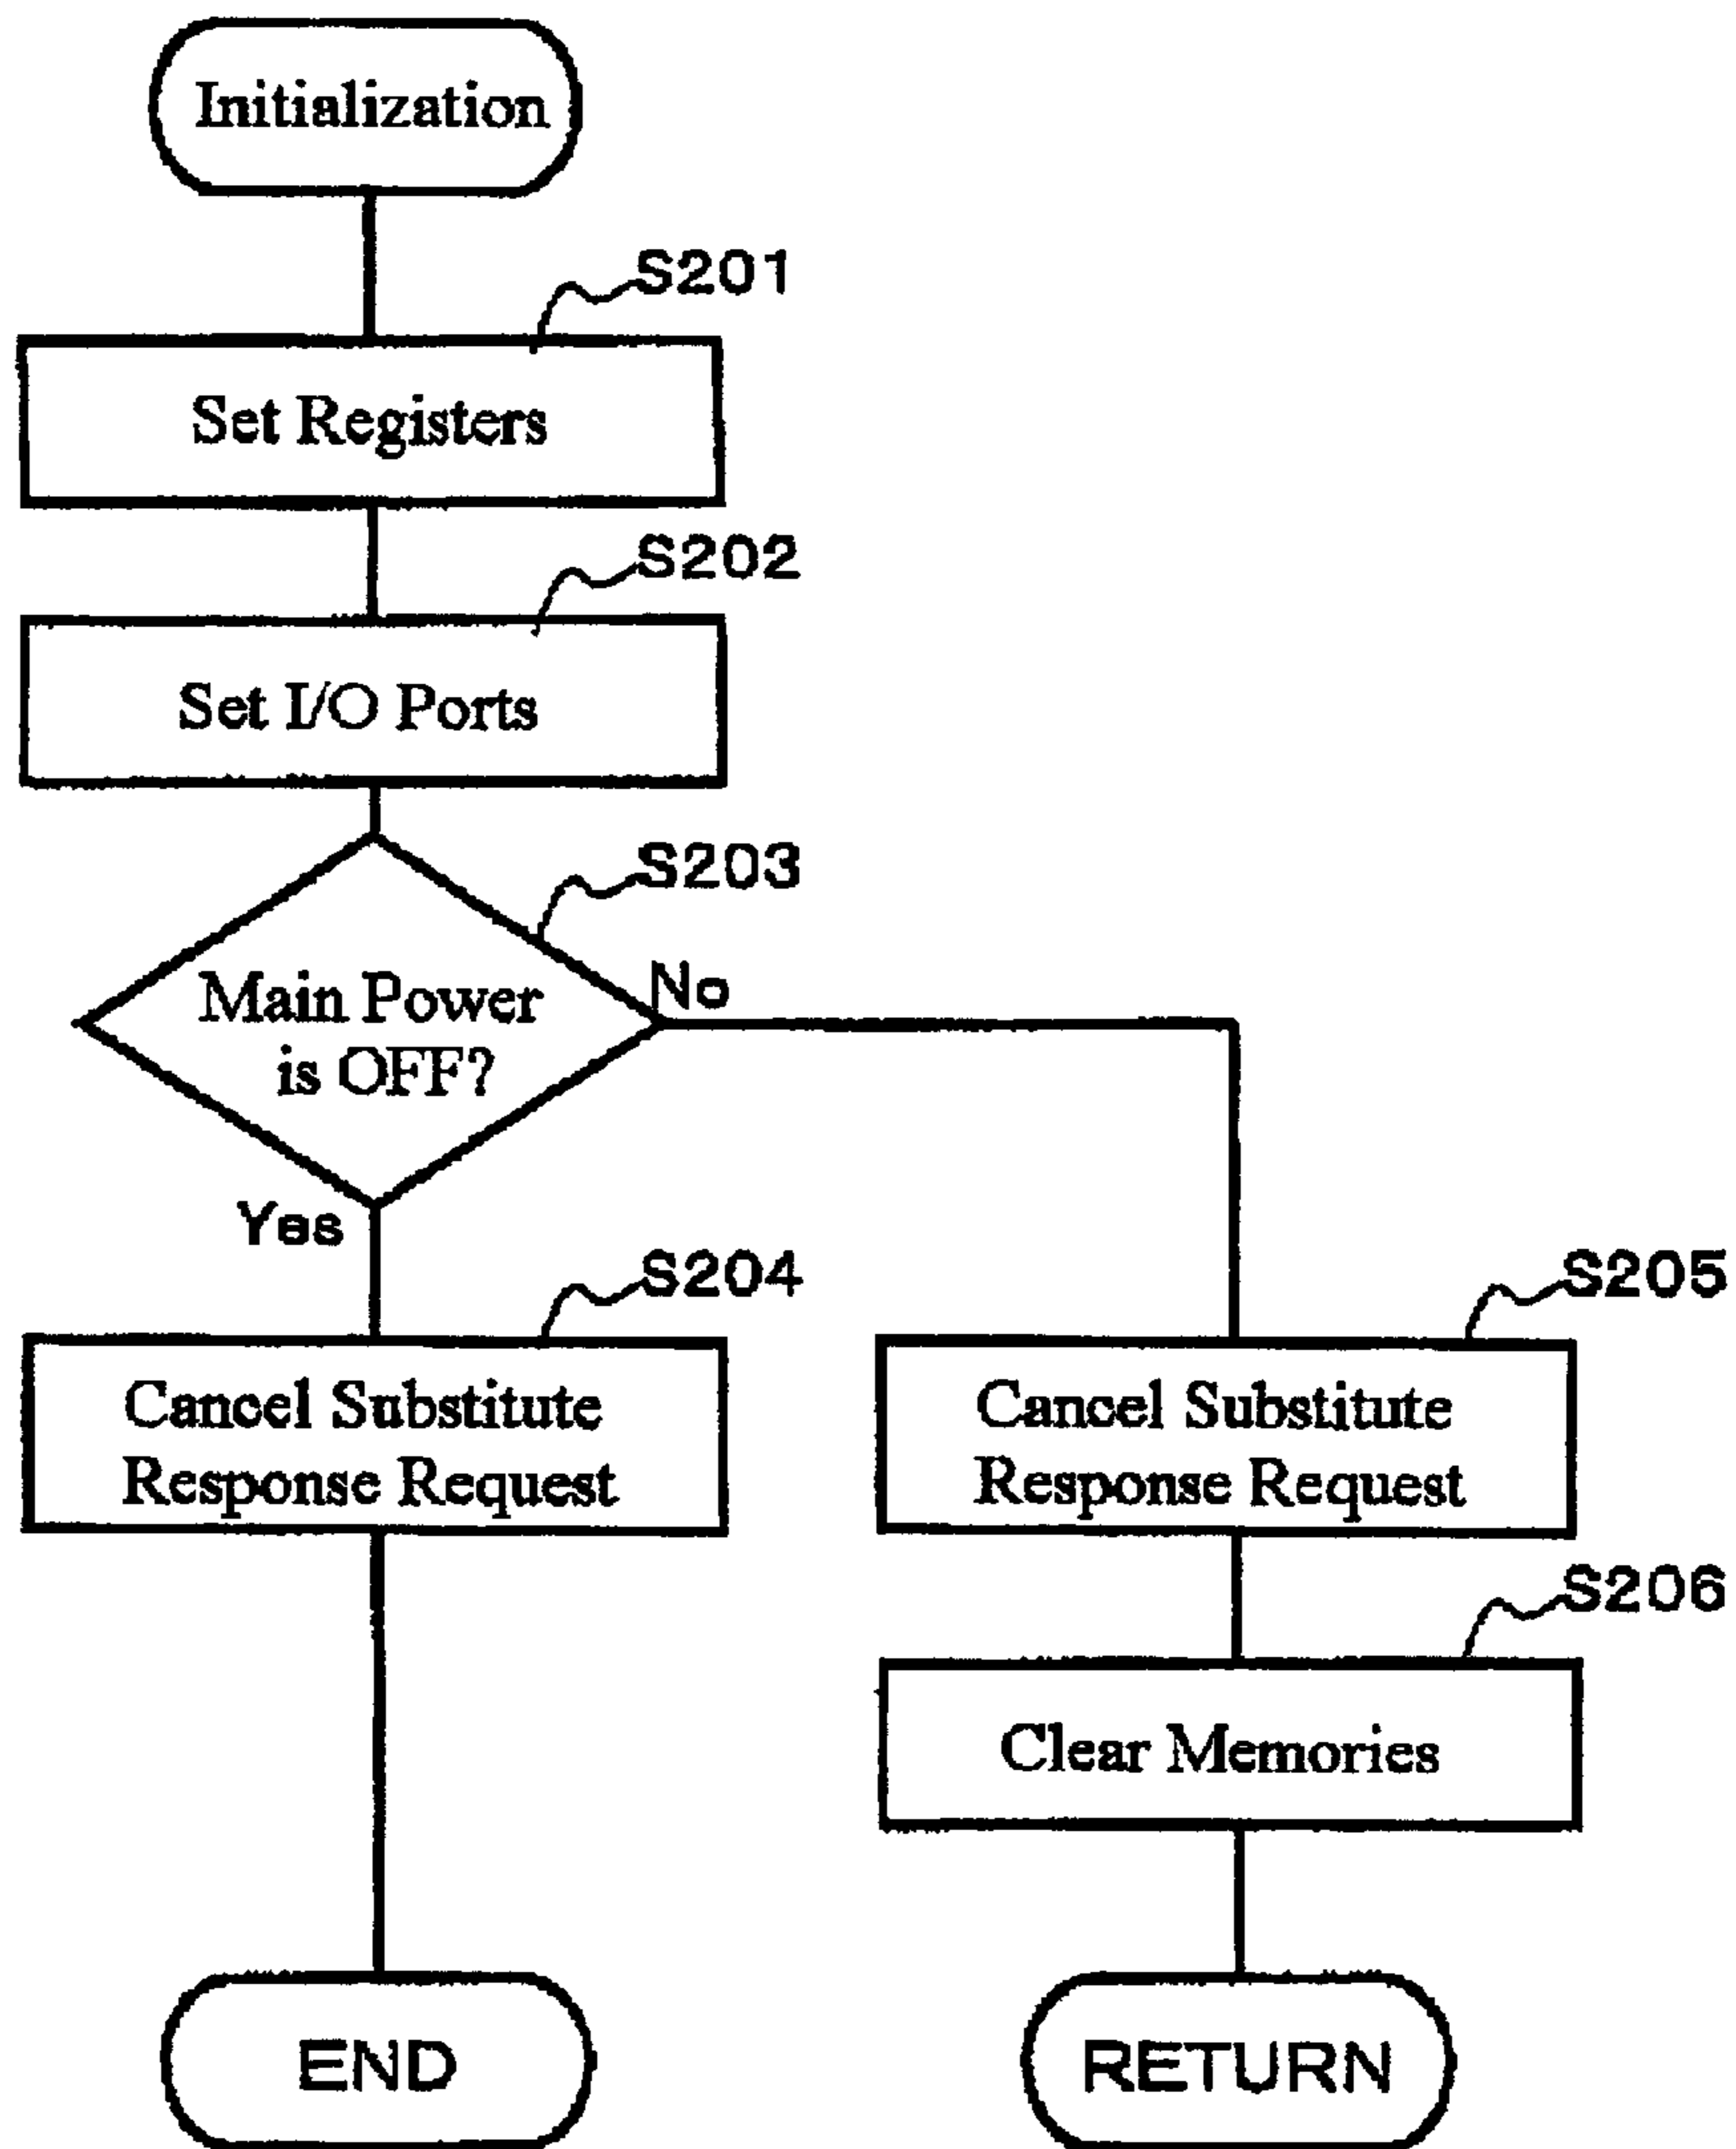 Initialization
S201
Set Registers
S202
Set I/O Ports
S203
Main Power
is OFF?
No
Yes
S204
Cancel Substitute
Response Request
S205
Cancel Substitute
Response Request
S206
Clear Memories
END
RETURN